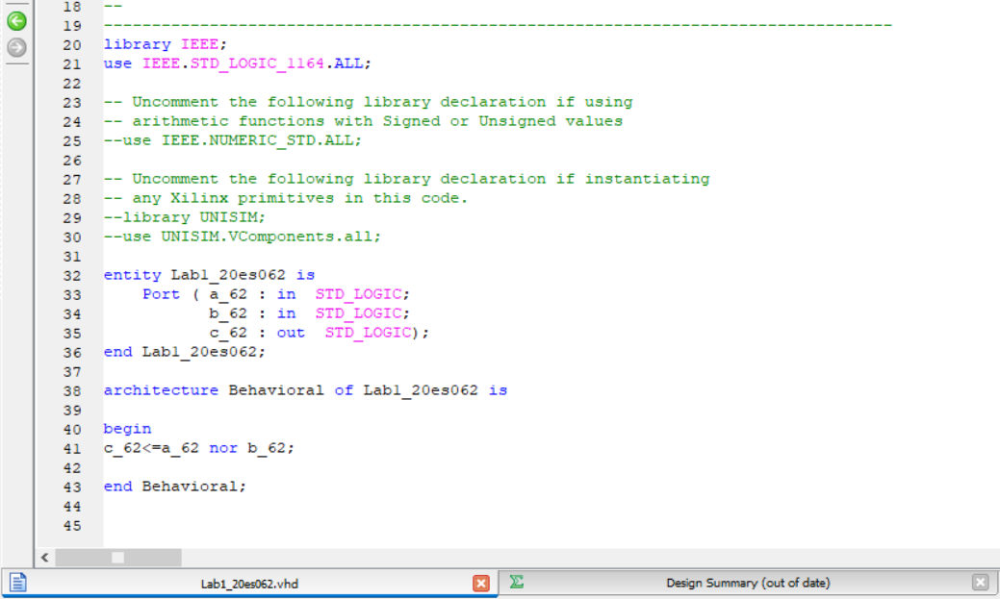 18 --
19 ----------------------------------------------------------------------------------
20 library IEEE;
21 use IEEE.STD_LOGIC_1164.ALL;
22
23 -- Uncomment the following library declaration if using
24 -- arithmetic functions with Signed or Unsigned values
25 --use IEEE.NUMERIC_STD.ALL;
26
27 -- Uncomment the following library declaration if instantiating
28 -- any Xilinx primitives in this code.
29 --library UNISIM;
30 --use UNISIM.VComponents.all;
31
32 entity Lab1_20es062 is
33     Port ( a_62 : in  STD_LOGIC;
34            b_62 : in  STD_LOGIC;
35            c_62 : out  STD_LOGIC);
36 end Lab1_20es062;
37
38 architecture Behavioral of Lab1_20es062 is
39
40 begin
41 c_62<=a_62 nor b_62;
42
43 end Behavioral;
44
45
Lab1_20es062.vhd
Σ Design Summary (out of date)